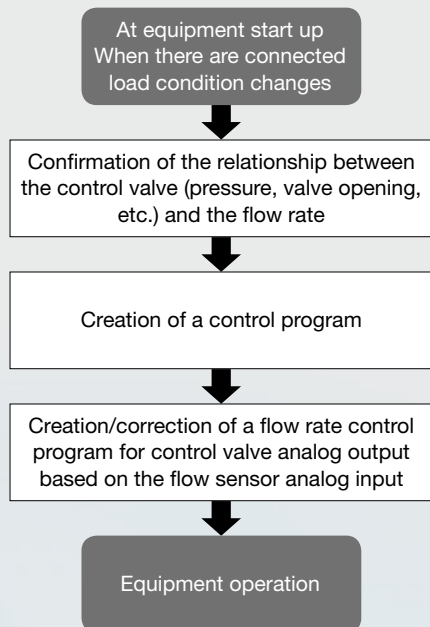 At equipment start up
When there are connected
load condition changes
Confirmation of the relationship between
the control valve (pressure, valve opening,
etc.) and the flow rate
Creation of a control program
Creation/correction of a flow rate control
program for control valve analog output
based on the flow sensor analog input
Equipment operation